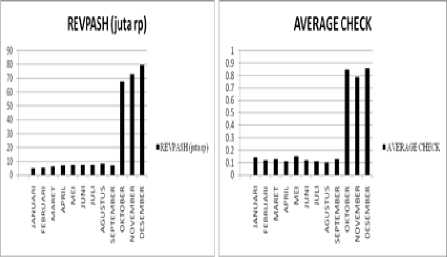 REVPASH (juta rp)
90
80
70
60
50
40
30
20
10
0
JANUARI
FEBRUARI
MARET
APRIL
MEI
JUNI
JULI
AGUSTUS
SEPTEMBER
OKTOBER
NOVEMBER
DESEMBER
REVPASH (juta rp)
AVERAGE CHECK
1
0.9
0.8
0.7
0.6
0.5
0.4
0.3
0.2
0.1
0
JANUARI
FEBRUARI
MARET
APRIL
MEI
JUNI
JULI
AGUSTUS
SEPTEMBER
OKTOBER
NOVEMBER
DESEMBER
AVERAGE CHECK